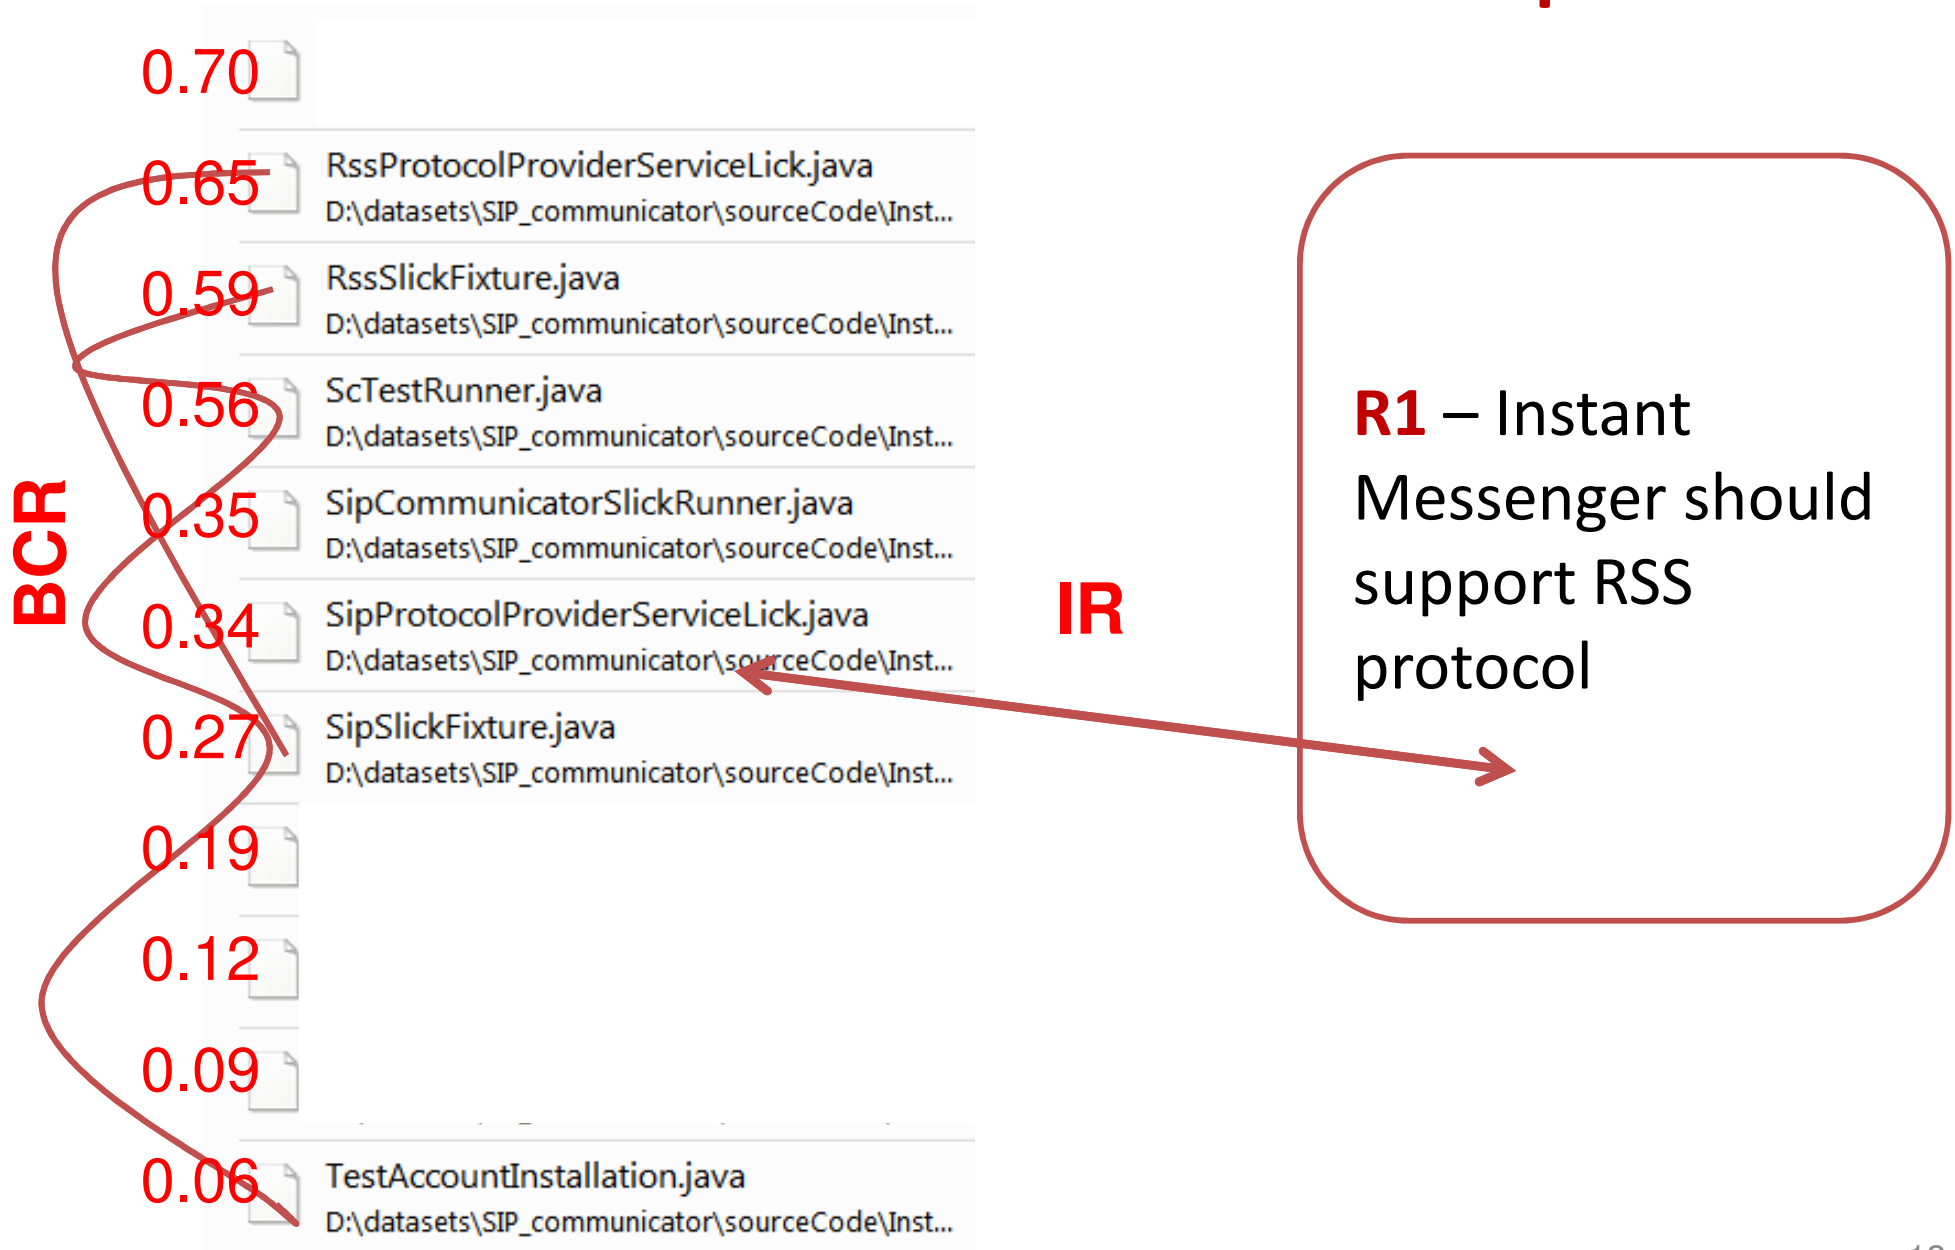 0.70
0.65
RssProtocolProviderServiceLick.java
D:\datasets\SIP_communicator\sourceCode\Inst...
0.59
RssSlickFixture.java
D:\datasets\SIP_communicator\sourceCode\Inst...
0.56
ScTestRunner.java
D:\datasets\SIP_communicator\sourceCode\Inst...
0.35
SipCommunicatorSlickRunner.java
D:\datasets\SIP_communicator\sourceCode\Inst...
0.34
SipProtocolProviderServiceLick.java
D:\datasets\SIP_communicator\sourceCode\Inst...
0.27
SipSlickFixture.java
D:\datasets\SIP_communicator\sourceCode\Inst...
0.19
0.12
0.09
0.06
TestAccountInstallation.java
D:\datasets\SIP_communicator\sourceCode\Inst...
BCR
IR
R1 – Instant
Messenger should
support RSS
protocol